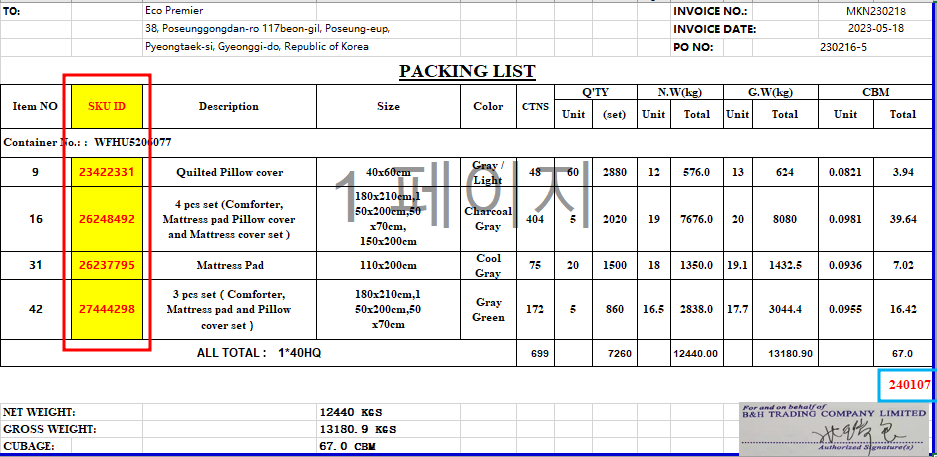 TO: Eco Premier INVOICE NO.: MKN230218
38, Poseunggongdan-ro 117beon-gil, Poseung-eup, INVOICE DATE: 2023-05-18
Pyeongtaek-si, Gyeonggi-do, Republic of Korea PO NO: 230216-5
PACKING LIST
Item NO SKU ID Description Size Color CTNS Q'TY N.W(kg) G.W(kg) CBM
Unit (set) Unit Total Unit Total Unit Total
Container No.: : WFHU5206077
9 23422331 Quilted Pillow cover 40x60cm Gray / Light 48 60 2880 12 576.0 13 624 0.0821 3.94
1 페이지
16 26248492 4 pcs set (Comforter, Mattress pad Pillow cover and Mattress cover set ) 180x210cm,1 50x200cm,50 x70cm, 150x200cm Charcoal Gray 404 5 2020 19 7676.0 20 8080 0.0981 39.64
31 26237795 Mattress Pad 110x200cm Cool Gray 75 20 1500 18 1350.0 19.1 1432.5 0.0936 7.02
42 27444298 3 pcs set ( Comforter, Mattress pad and Pillow cover set ) 180x210cm,1 50x200cm,50 x70cm Gray Green 172 5 860 16.5 2838.0 17.7 3044.4 0.0955 16.42
ALL TOTAL : 1*40HQ 699 7260 12440.00 13180.90 67.0
240107
NET WEIGHT: 12440 KGS
GROSS WEIGHT: 13180.9 KGS
CUBAGE: 67.0 CBM
For and on behalf of
B&H TRADING COMPANY LIMITED
Authorized Signature(s)